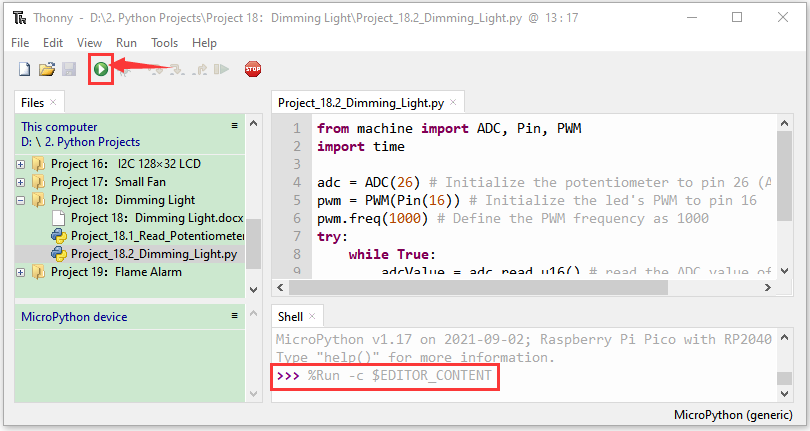 Thonny - D:\2. Python Projects\Project 18: Dimming Light\Project_18.2_Dimming_Light.py @ 13 : 17
File Edit View Run Tools Help
STOP
Files ×
This computer
D: \ 2. Python Projects
Project 16: I2C 128×32 LCD
Project 17: Small Fan
Project 18: Dimming Light
Project 18: Dimming Light.docx
Project_18.1_Read_Potentiometer
Project_18.2_Dimming_Light.py
Project 19: Flame Alarm
MicroPython device
Project_18.2_Dimming_Light.py ×
1 from machine import ADC, Pin, PWM
2 import time
3
4 adc = ADC(26) # Initialize the potentiometer to pin 26 (A
5 pwm = PWM(Pin(16)) # Initialize the led's PWM to pin 16
6 pwm.freq(1000) # Define the PWM frequency as 1000
7 try:
8 while True:
9 adcValue = adc.read_u16() # read the ADC value of
Shell ×
MicroPython v1.17 on 2021-09-02; Raspberry Pi Pico with RP2040
Type "help()" for more information.
>>> %Run -c $EDITOR_CONTENT
MicroPython (generic)